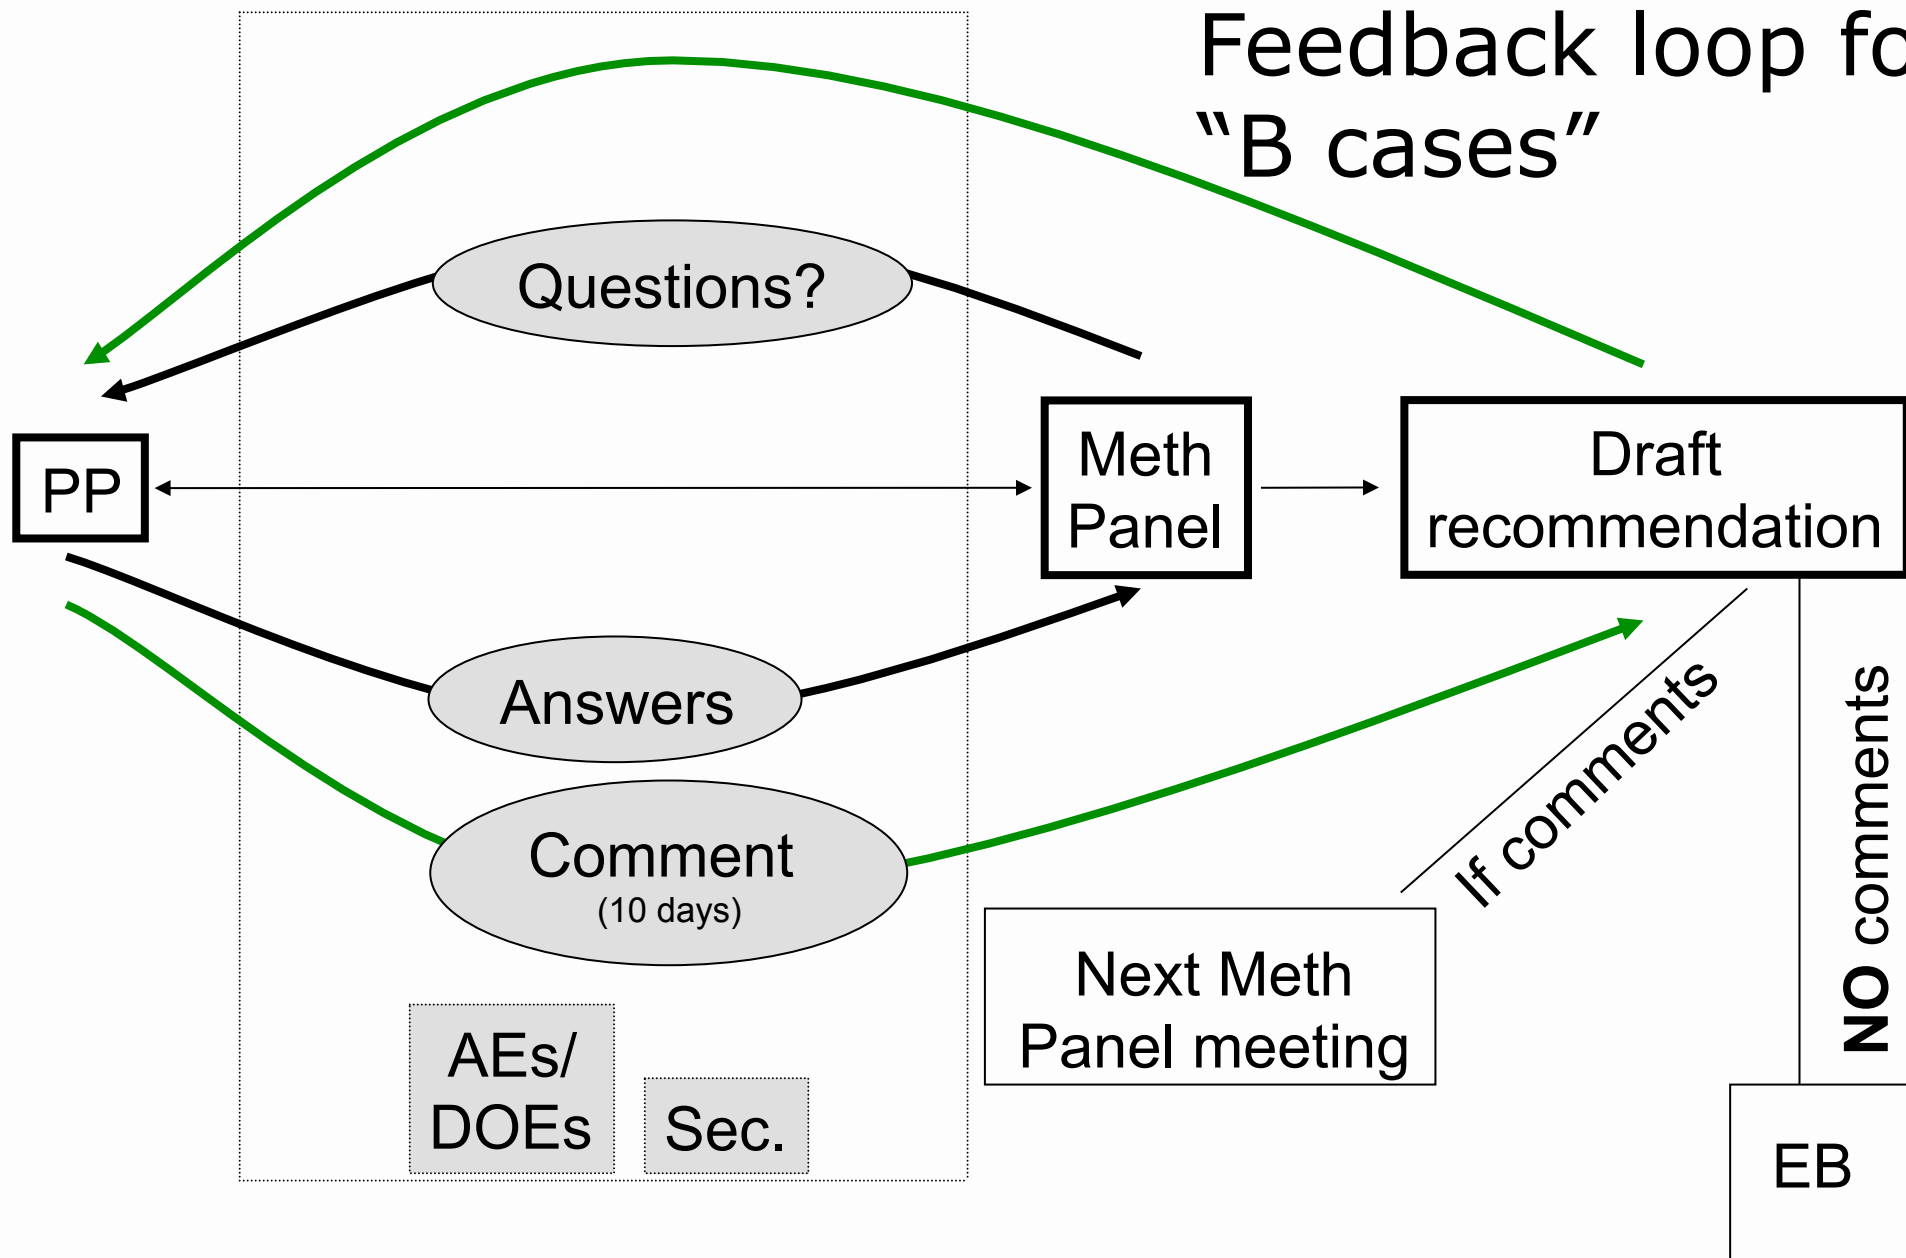 Feedback loop fo
“B cases”
Questions?
PP
Meth
Panel
Draft
recommendation
Answers
Comment
(10 days)
If comments
NO comments
Next Meth
Panel meeting
AEs/
DOEs
Sec.
EB